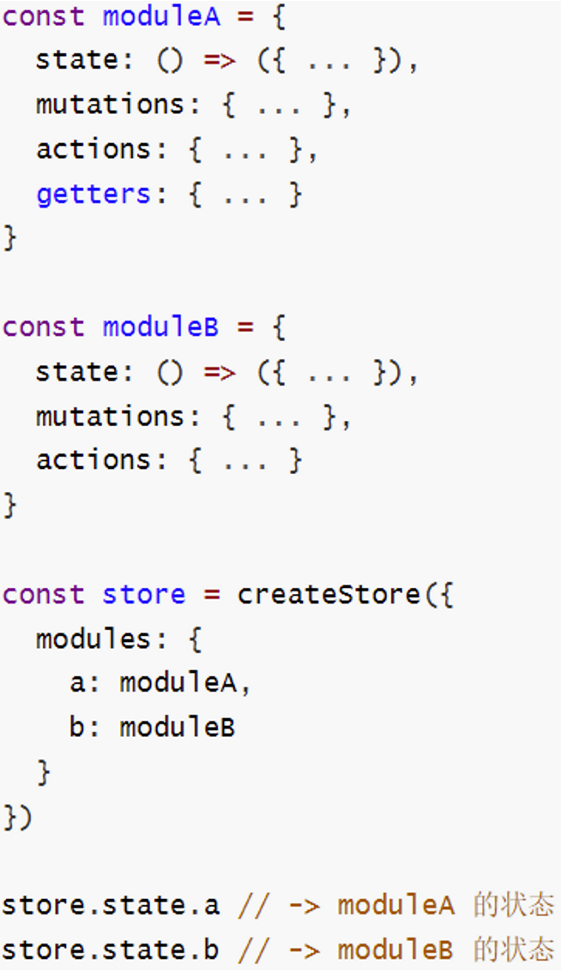 const moduleA = {
  state: () => ({ ... }),
  mutations: { ... },
  actions: { ... },
  getters: { ... }
}

const moduleB = {
  state: () => ({ ... }),
  mutations: { ... },
  actions: { ... }
}

const store = createStore({
  modules: {
    a: moduleA,
    b: moduleB
  }
})

store.state.a // -> moduleA 的状态
store.state.b // -> moduleB 的状态